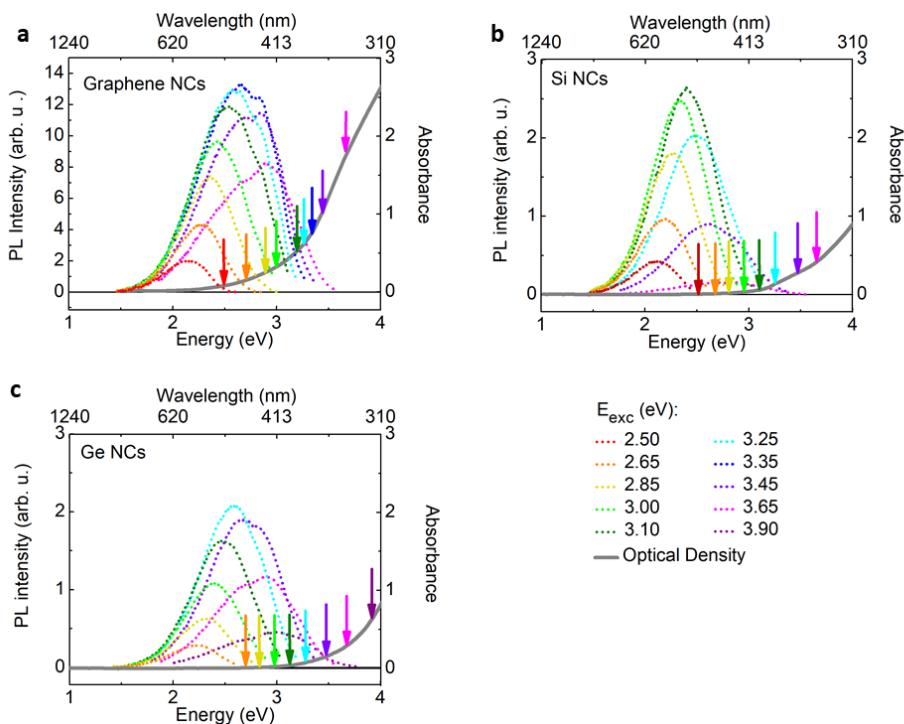 a
Wavelength (nm)
1240 620 413 310
Graphene NCs
PL Intensity (arb. u .)
14
12
10
8
6
4
2
0
Absorbance
3
2
1
0
1 2 3 4
Energy (eV)
b
Wavelength (nm)
1240 620 413 310
Si NCs
PL intensity (arb. u.)
3
2
1
0
Absorbance
3
2
1
0
1 2 3 4
Energy (eV)
c
Wavelength (nm)
1240 620 413 310
Ge NCs
PL intensity (arb. u.)
3
2
1
0
Absorbance
3
2
1
0
1 2 3 4
Energy (eV)
E_exc (eV):
2.50 3.25
2.65 3.35
2.85 3.45
3.00 3.65
3.10 3.90
Optical Density